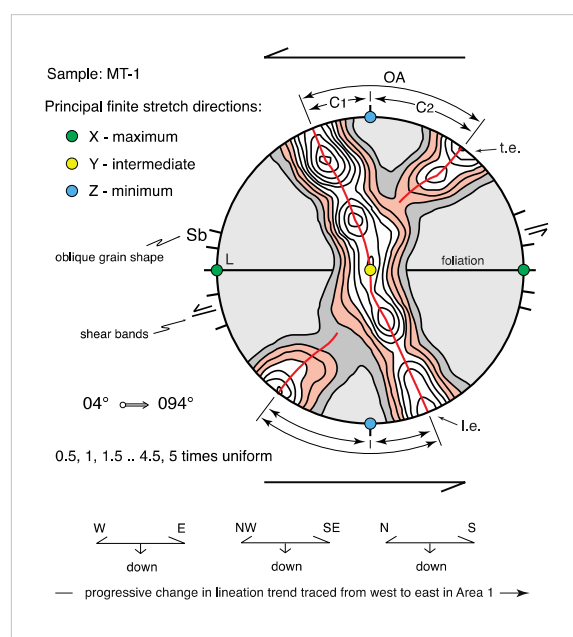 Sample: MT-1
Principal finite stretch directions:
X - maximum
Y - intermediate
Z - minimum
OA
C1
C2
t.e.
Sb
oblique grain shape
L
foliation
shear bands
04° 094°
l.e.
0.5, 1, 1.5 .. 4.5, 5 times uniform
W E NW SE N S
down down down
progressive change in lineation trend traced from west to east in Area 1